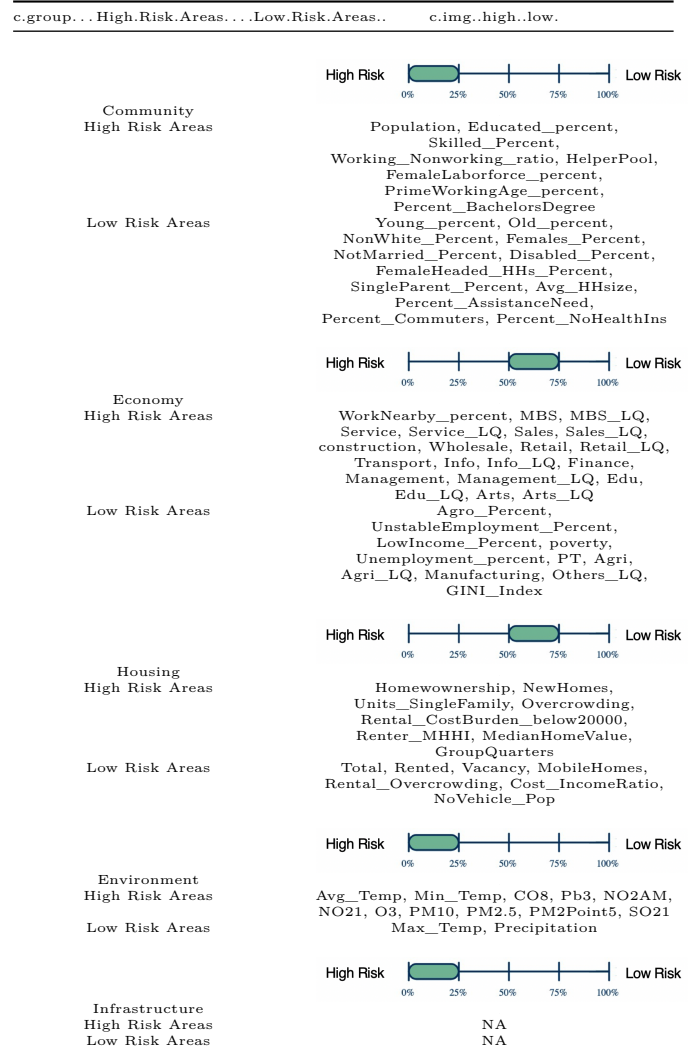 c.group...High.Risk.Areas....Low.Risk.Areas.. c.img..high..low.
High Risk Low Risk
0% 25% 50% 75% 100%
Community
High Risk Areas Population, Educated_percent,
Skilled_Percent,
Working_Nonworking_ratio, HelperPool,
FemaleLaborforce_percent,
PrimeWorkingAge_percent,
Percent_BachelorsDegree
Low Risk Areas Young_percent, Old_percent,
NonWhite_Percent, Females_Percent,
NotMarried_Percent, Disabled_Percent,
FemaleHeaded_HHs_Percent,
SingleParent_Percent, Avg_HHsize,
Percent_AssistanceNeed,
Percent_Commuters, Percent_NoHealthIns
High Risk Low Risk
0% 25% 50% 75% 100%
Economy
High Risk Areas WorkNearby_percent, MBS, MBS_LQ,
Service, Service_LQ, Sales, Sales_LQ,
construction, Wholesale, Retail, Retail_LQ,
Transport, Info, Info_LQ, Finance,
Management, Management_LQ, Edu,
Edu_LQ, Arts, Arts_LQ
Low Risk Areas Agro_Percent,
UnstableEmployment_Percent,
LowIncome_Percent, poverty,
Unemployment_percent, PT, Agri,
Agri_LQ, Manufacturing, Others_LQ,
GINI_Index
High Risk Low Risk
0% 25% 50% 75% 100%
Housing
High Risk Areas Homewownership, NewHomes,
Units_SingleFamily, Overcrowding,
Rental_CostBurden_below20000,
Renter_MHHI, MedianHomeValue,
GroupQuarters
Low Risk Areas Total, Rented, Vacancy, MobileHomes,
Rental_Overcrowding, Cost_IncomeRatio,
NoVehicle_Pop
High Risk Low Risk
0% 25% 50% 75% 100%
Environment
High Risk Areas Avg_Temp, Min_Temp, CO8, Pb3, NO2AM,
NO21, O3, PM10, PM2.5, PM2Point5, SO21
Low Risk Areas Max_Temp, Precipitation
High Risk Low Risk
0% 25% 50% 75% 100%
Infrastructure
High Risk Areas NA
Low Risk Areas NA